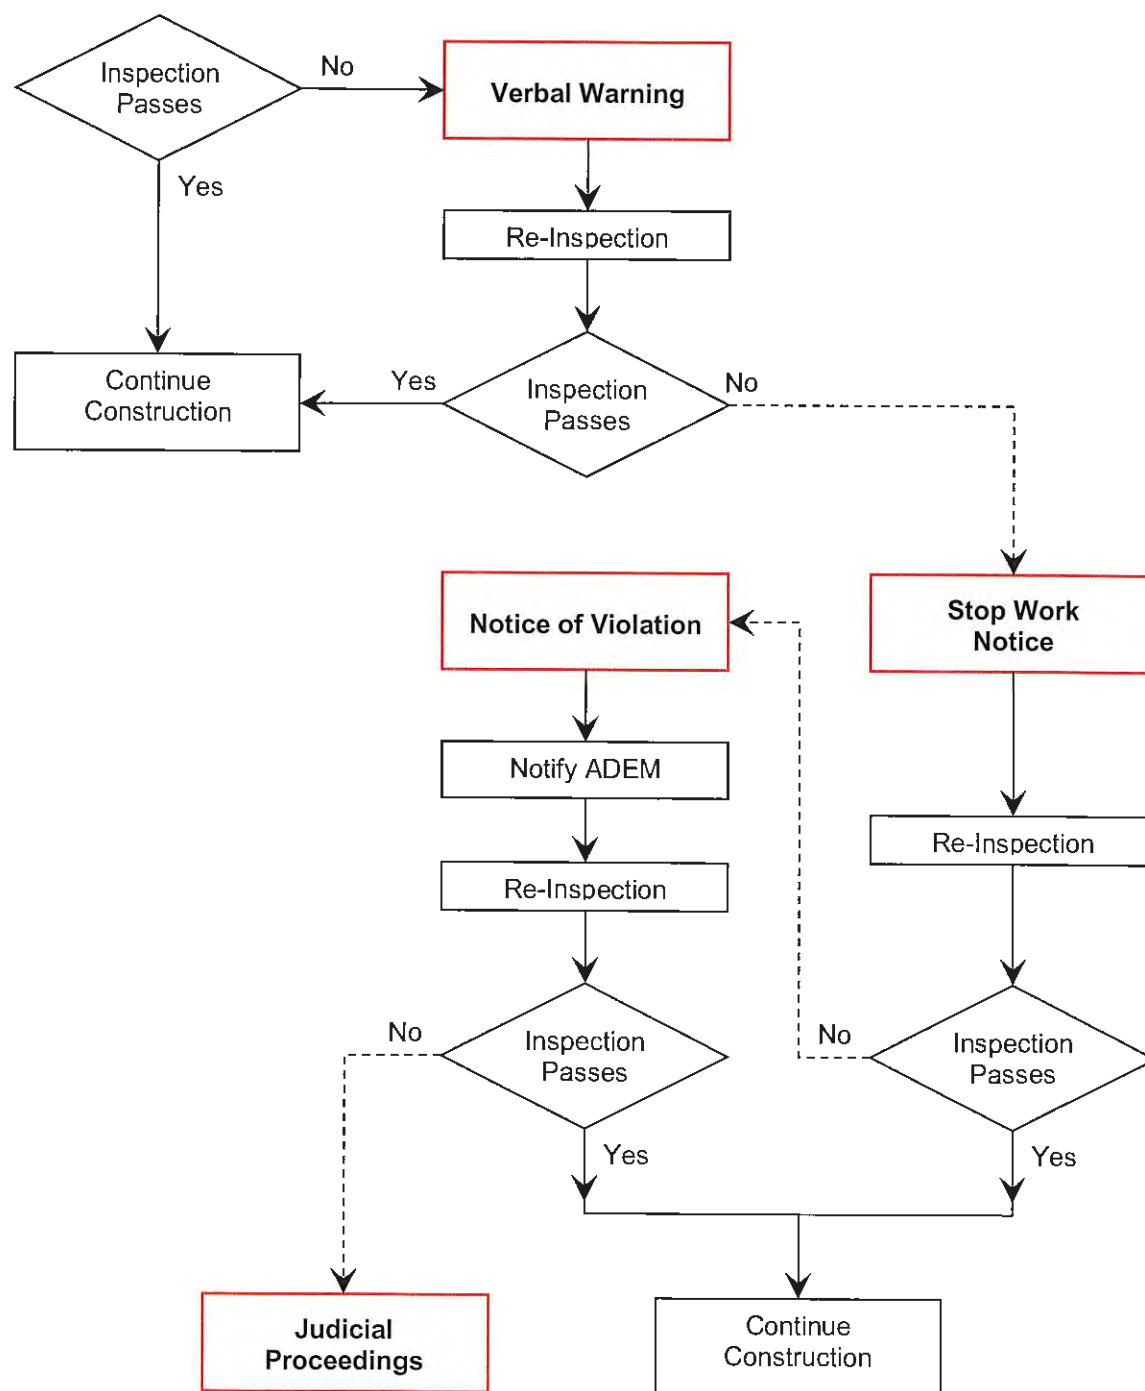 Inspection
Passes
No
Verbal Warning
Yes
Re-Inspection
Continue
Construction
Yes
Inspection
Passes
No
Notice of Violation
Stop Work
Notice
Notify ADEM
Re-Inspection
Re-Inspection
No
Inspection
Passes
No
Inspection
Passes
Yes
Yes
Judicial
Proceedings
Continue
Construction